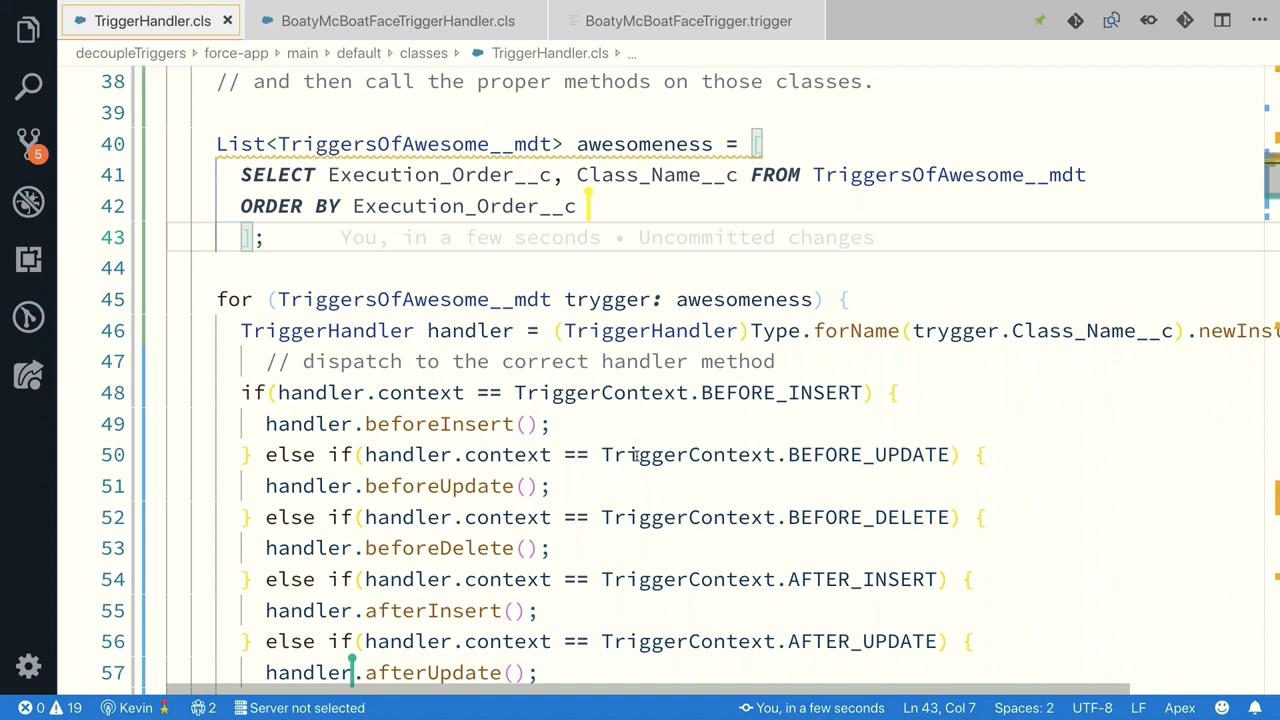 TriggerHandler.cls
BoatyMcBoatFaceTriggerHandler.cls
BoatyMcBoatFaceTrigger.trigger
decoupleTriggers › force-app › main › default › classes › TriggerHandler.cls › ...
38 // and then call the proper methods on those classes.
39
40 List<TriggersOfAwesome__mdt> awesomeness = [
41 SELECT Execution_Order__c, Class_Name__c FROM TriggersOfAwesome__mdt
42 ORDER BY Execution_Order__c
43 ]; You, in a few seconds • Uncommitted changes
44
45 for (TriggersOfAwesome__mdt trygger: awesomeness) {
46 TriggerHandler handler = (TriggerHandler)Type.forName(trygger.Class_Name__c).newInst
47 // dispatch to the correct handler method
48 if(handler.context == TriggerContext.BEFORE_INSERT) {
49 handler.beforeInsert();
50 } else if(handler.context == TriggerContext.BEFORE_UPDATE) {
51 handler.beforeUpdate();
52 } else if(handler.context == TriggerContext.BEFORE_DELETE) {
53 handler.beforeDelete();
54 } else if(handler.context == TriggerContext.AFTER_INSERT) {
55 handler.afterInsert();
56 } else if(handler.context == TriggerContext.AFTER_UPDATE) {
57 handler.afterUpdate();
5
0 19 Kevin 2 Server not selected You, in a few seconds Ln 43, Col 7 Spaces: 2 UTF-8 LF Apex